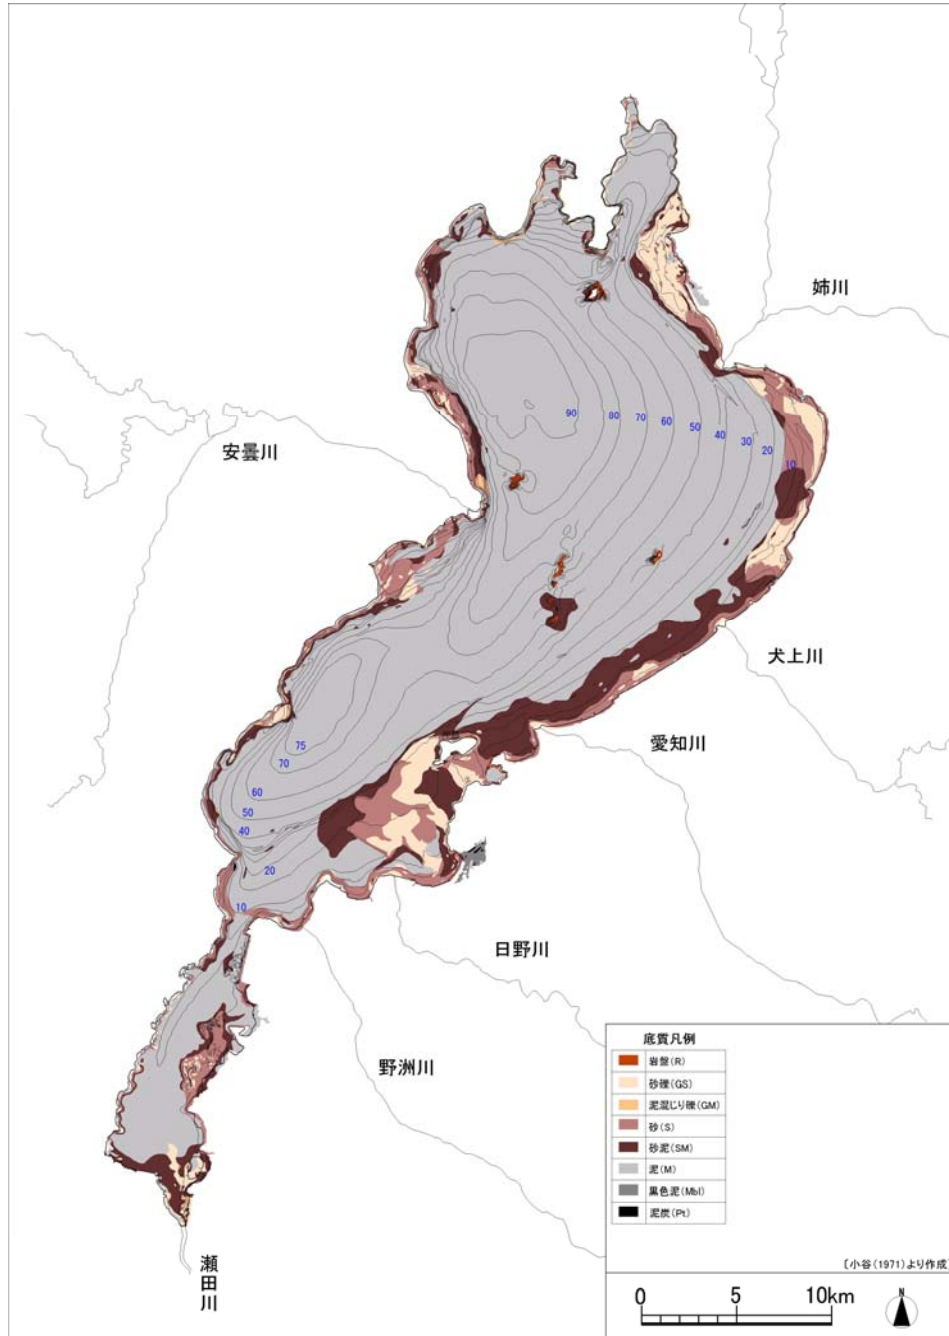 姉川
安曇川
90
80
70
60
50
40
30
20
10
犬上川
愛知川
75
70
60
50
40
20
10
日野川
野洲川
瀬田川
底質凡例
岩盤(R)
砂礫(GS)
泥混じり礫(GM)
砂(S)
砂泥(SM)
泥(M)
黒色泥(Mbl)
泥炭(Pt)
[小谷(1971)より作成]
0 5 10km
N